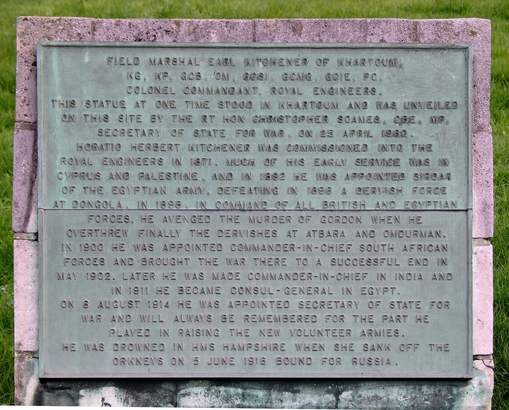 FIELD MARSHAL EARL KITCHENER OF KHARTOUM,
KG, KP, GCB, OM, GCSI, GCMG, GCIE, PC,
COLONEL COMMANDANT, ROYAL ENGINEERS.
THIS STATUE AT ONE TIME STOOD IN KHARTOUM AND WAS UNVEILED
ON THIS SITE BY THE RT HON CHRISTOPHER SOAMES, CBE, MP,
SECRETARY OF STATE FOR WAR, ON 25 APRIL 1960.
HORATIO HERBERT KITCHENER WAS COMMISSIONED INTO THE
ROYAL ENGINEERS IN 1871. MUCH OF HIS EARLY SERVICE WAS IN
CYPRUS AND PALESTINE, AND IN 1892 HE WAS APPOINTED SIRDAR
OF THE EGYPTIAN ARMY, DEFEATING IN 1896 A DERVISH FORCE
AT DONGOLA. IN 1898, IN COMMAND OF ALL BRITISH AND EGYPTIAN
FORCES, HE AVENGED THE MURDER OF GORDON WHEN HE
OVERTHREW FINALLY THE DERVISHES AT ATBARA AND OMDURMAN.
IN 1900 HE WAS APPOINTED COMMANDER-IN-CHIEF SOUTH AFRICAN
FORCES AND BROUGHT THE WAR THERE TO A SUCCESSFUL END IN
MAY 1902. LATER HE WAS MADE COMMANDER-IN-CHIEF IN INDIA AND
IN 1911 HE BECAME CONSUL-GENERAL IN EGYPT.
ON 6 AUGUST 1914 HE WAS APPOINTED SECRETARY OF STATE FOR
WAR AND WILL ALWAYS BE REMEMBERED FOR THE PART HE
PLAYED IN RAISING THE NEW VOLUNTEER ARMIES.
HE WAS DROWNED IN HMS HAMPSHIRE WHEN SHE SANK OFF THE
ORKNEYS ON 5 JUNE 1916 BOUND FOR RUSSIA.